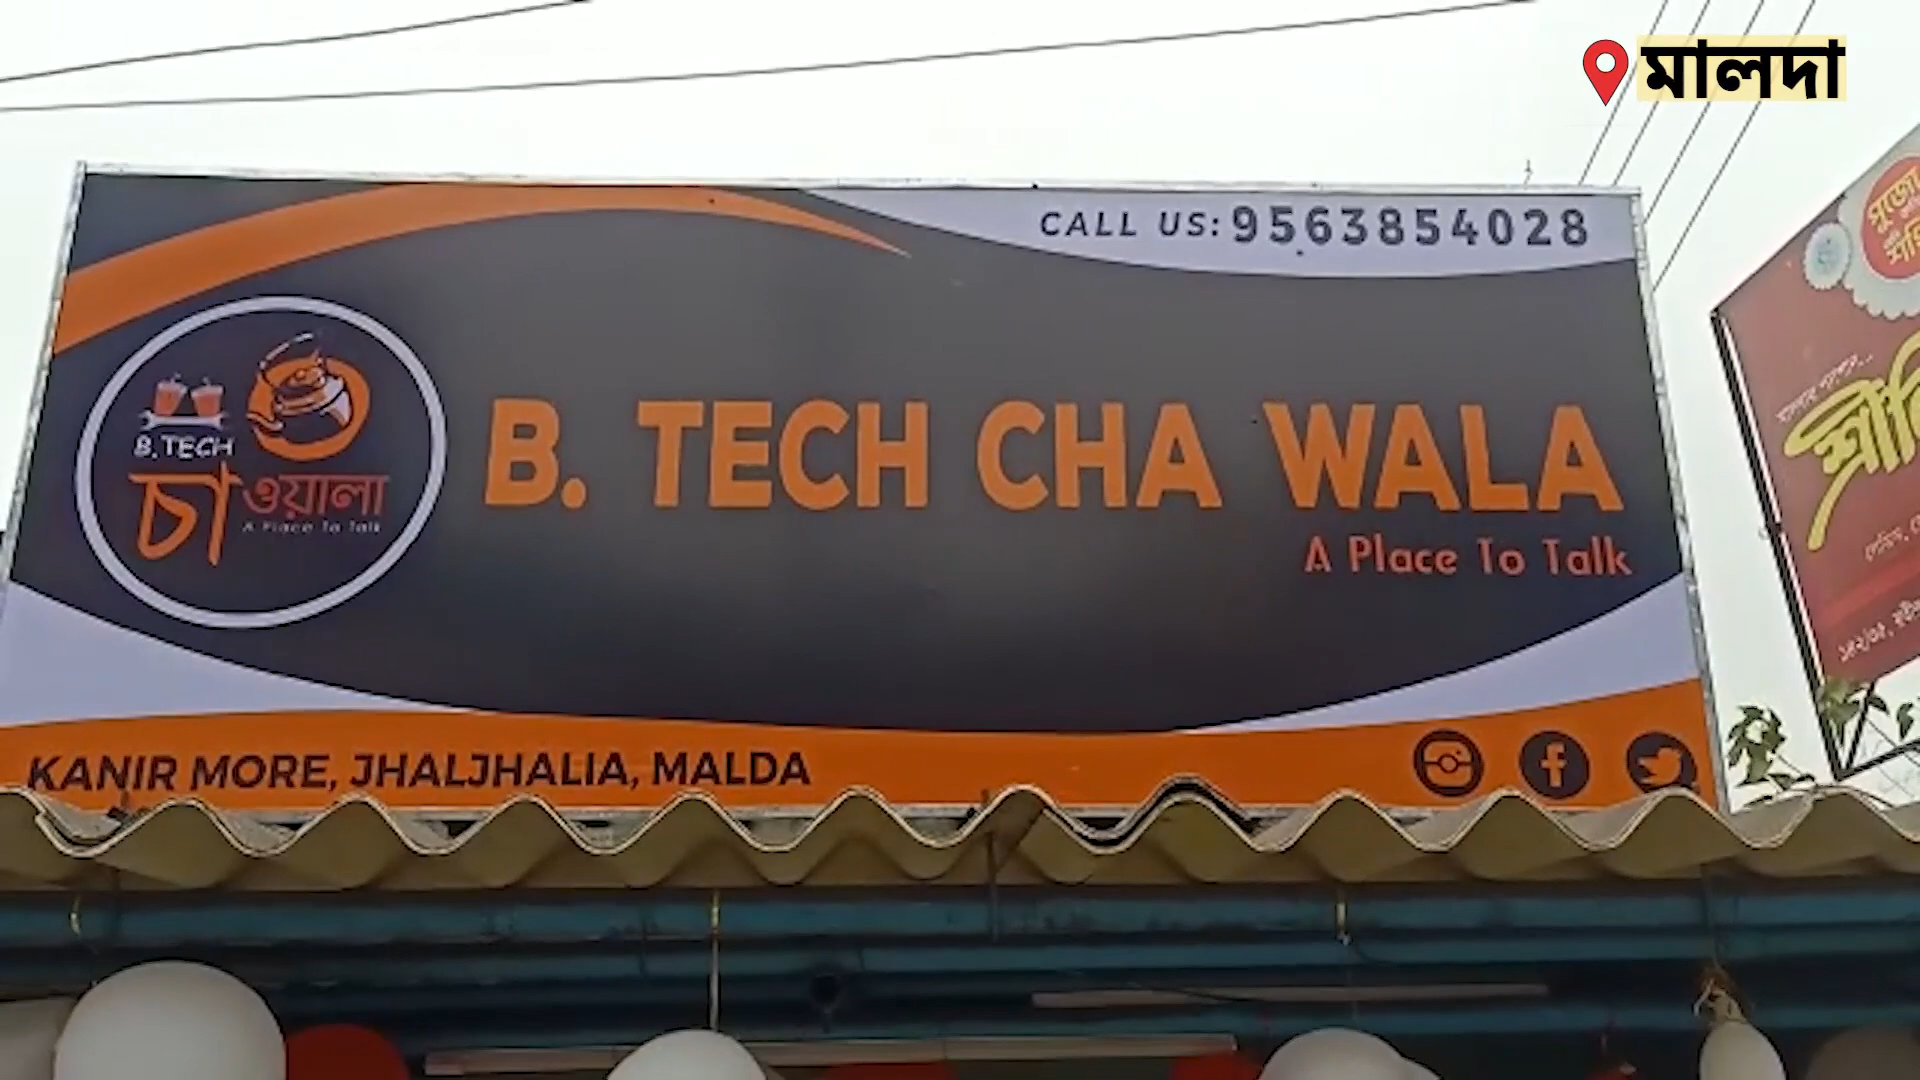 মালদা
CALL US: 9563854028
B. TECH
চা ওয়ালা
A Place To Talk
B. TECH CHA WALA
A Place To Talk
KANIR MORE, JHALJHALIA, MALDA